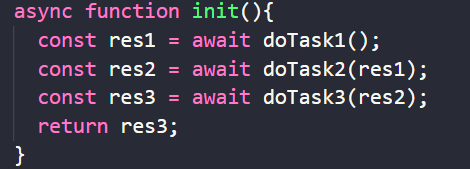 async function init(){
  const res1 = await doTask1();
  const res2 = await doTask2(res1);
  const res3 = await doTask3(res2);
  return res3;
}